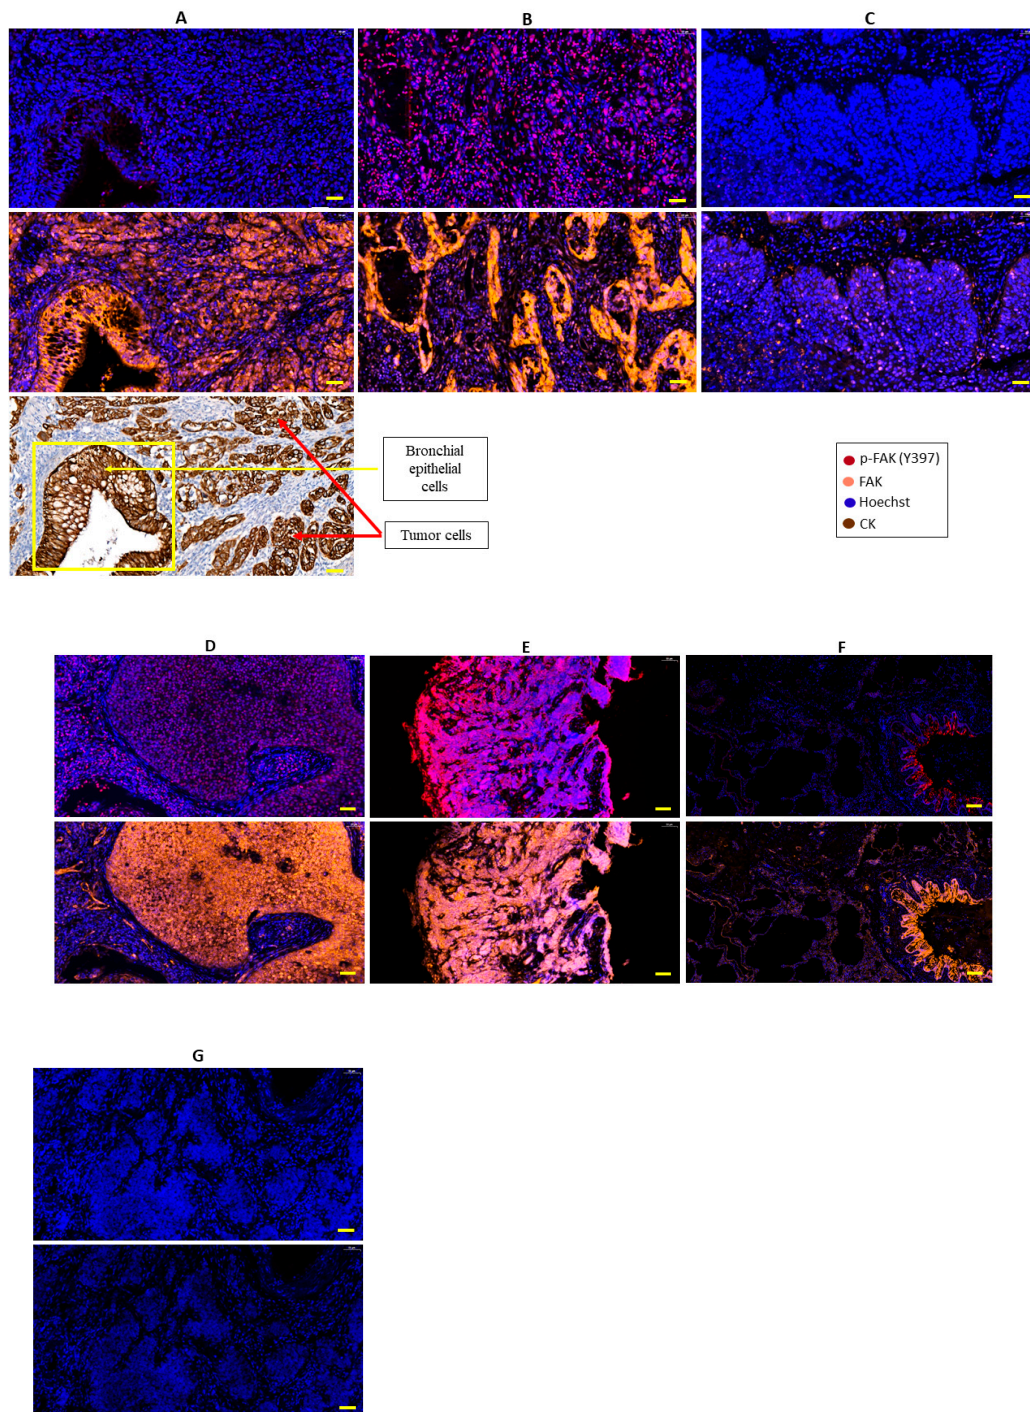 A
B
C
Bronchial
epithelial
cells
Tumor cells
p-FAK (Y397)
FAK
Hoechst
CK
D
E
F
G